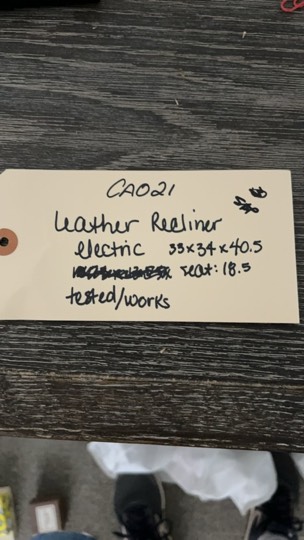 CA021
Leather Recliner
electric 33x34x40.5
seat: 18.5
tested/works